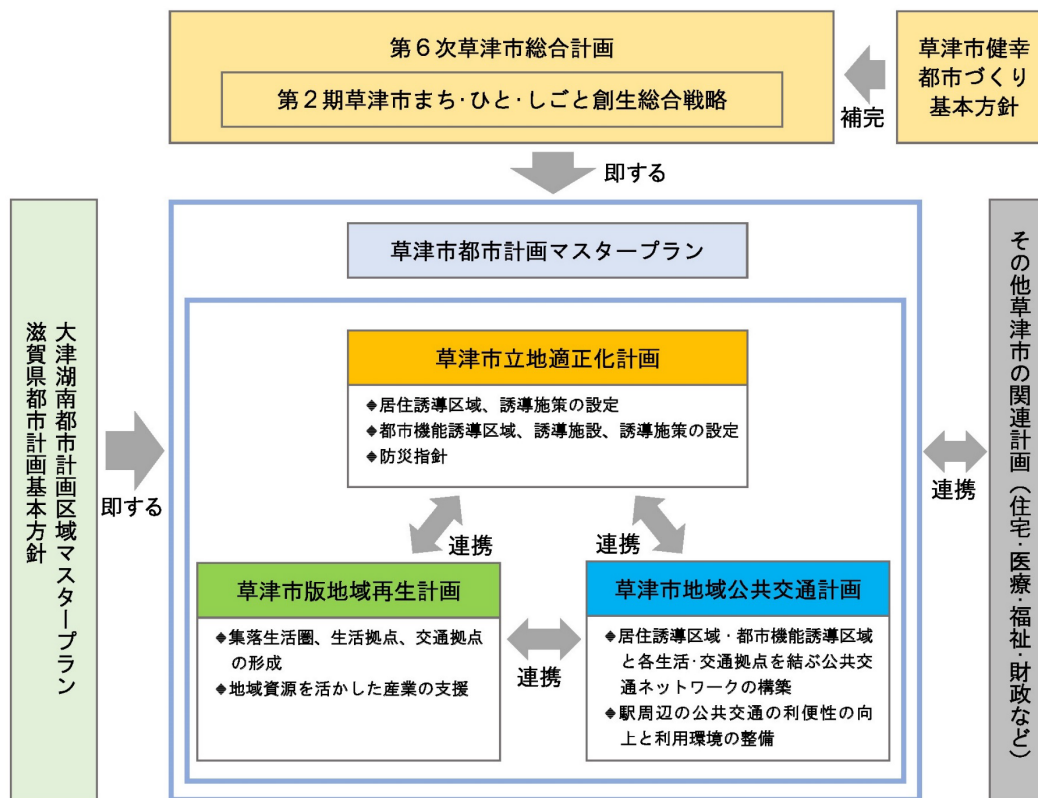 第6次草津市総合計画
第2期草津市まち･ひと･しごと創生総合戦略
草津市健幸
都市づくり
基本方針
補完
即する
大津湖南都市計画区域マスタープラン
滋賀県都市計画基本方針
即する
草津市都市計画マスタープラン
草津市立地適正化計画
◆居住誘導区域、誘導施策の設定
◆都市機能誘導区域、誘導施設、誘導施策の設定
◆防災指針
連携
連携
草津市版地域再生計画
◆集落生活圏、生活拠点、交通拠点
の形成
◆地域資源を活かした産業の支援
連携
草津市地域公共交通計画
◆居住誘導区域･都市機能誘導区域
と各生活･交通拠点を結ぶ公共交
通ネットワークの構築
◆駅周辺の公共交通の利便性の向
上と利用環境の整備
連携
その他草津市の関連計画（住宅･医療･福祉･財政など）